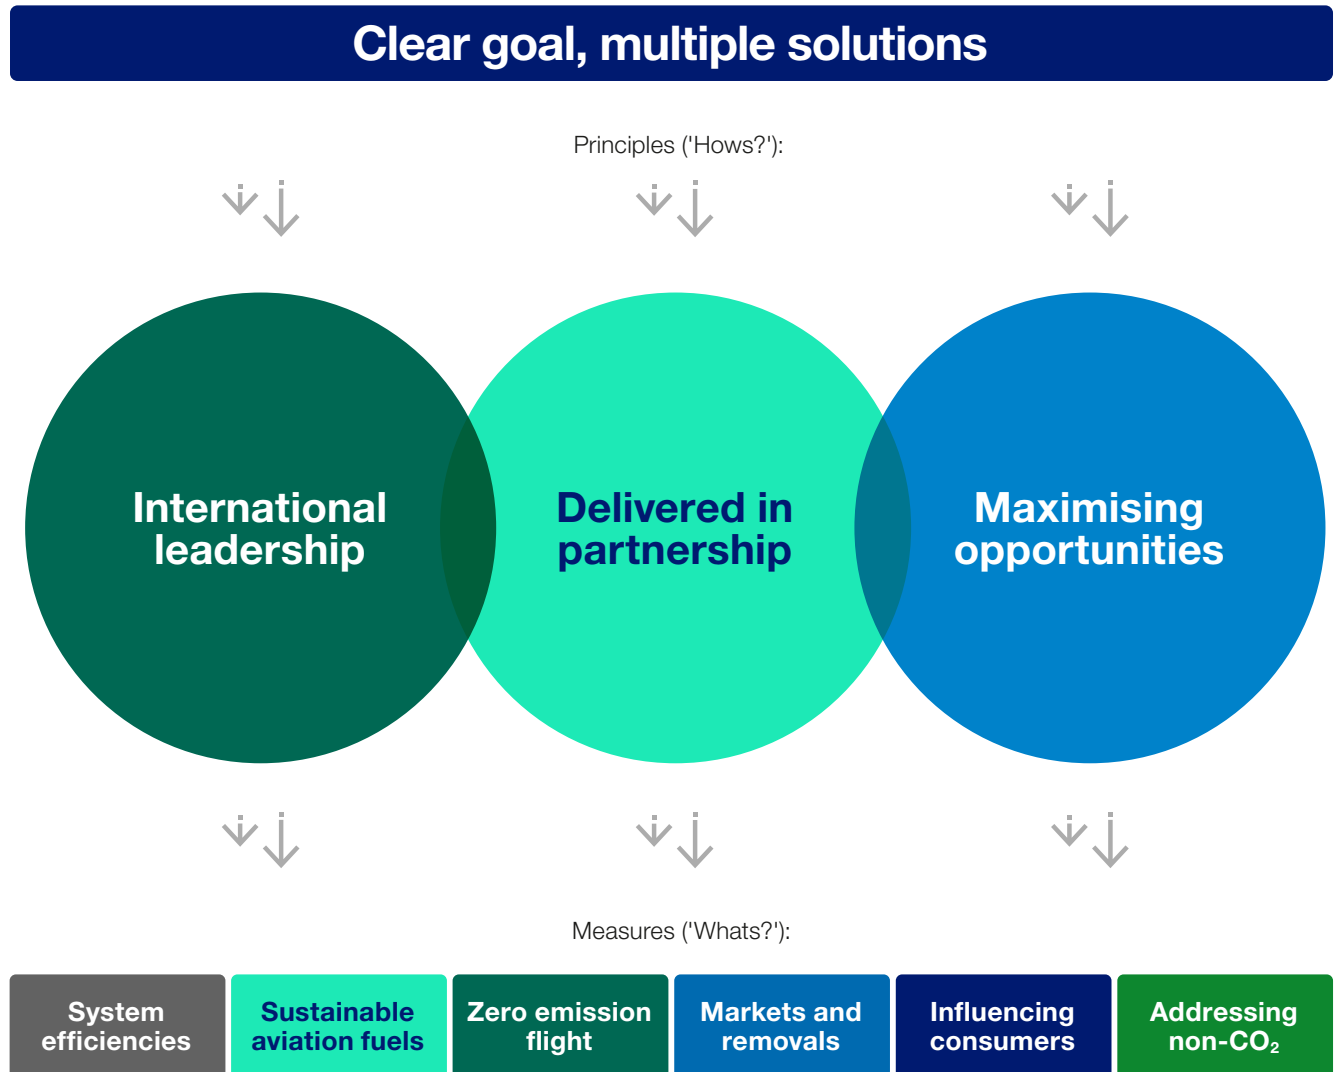 Clear goal, multiple solutions
Principles ('Hows?'):
International
leadership
Delivered in
partnership
Maximising
opportunities
Measures ('Whats?'):
System
efficiencies
Sustainable
aviation fuels
Zero emission
flight
Markets and
removals
Influencing
consumers
Addressing
non-CO₂